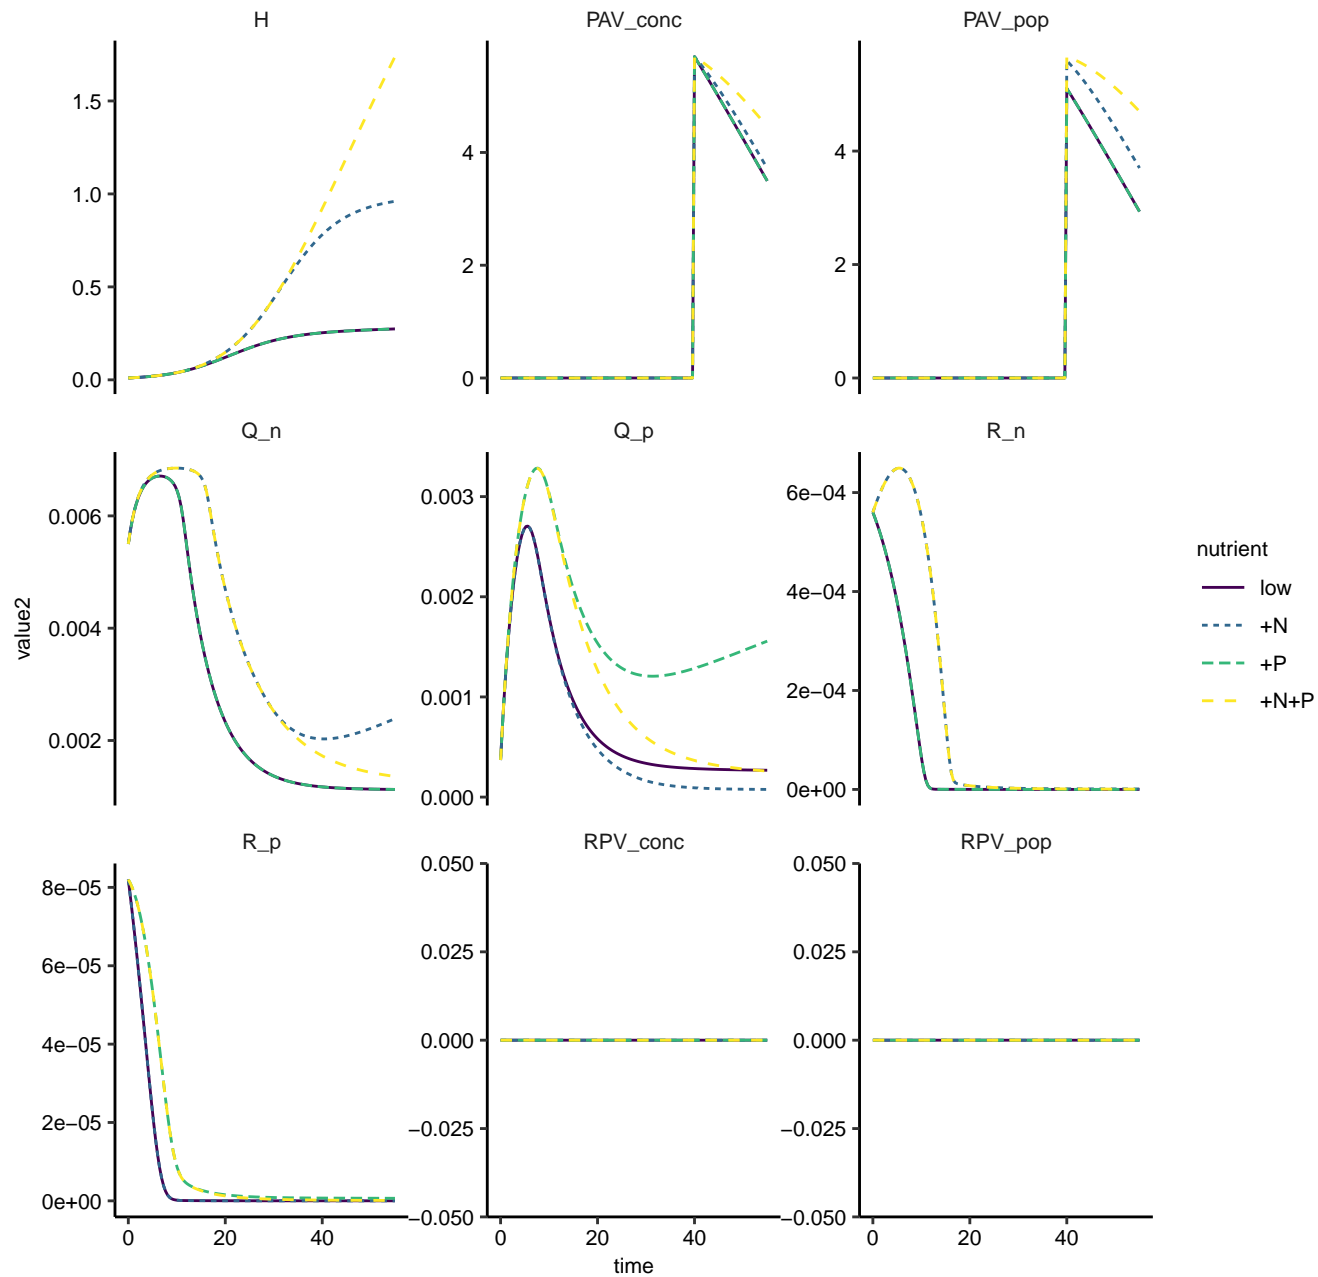 H
PAV_conc
PAV_pop
1.5
1.0
0.5
0.0
4
2
0
4
2
0
Q_n
Q_p
R_n
0.006
0.004
0.002
0.003
0.002
0.001
0.000
6e−04
4e−04
2e−04
0e+00
R_p
RPV_conc
RPV_pop
8e−05
6e−05
4e−05
2e−05
0e+00
0.050
0.025
0.000
−0.025
−0.050
0.050
0.025
0.000
−0.025
−0.050
0 20 40
0 20 40
0 20 40
time
value2
nutrient
low
+N
+P
+N+P